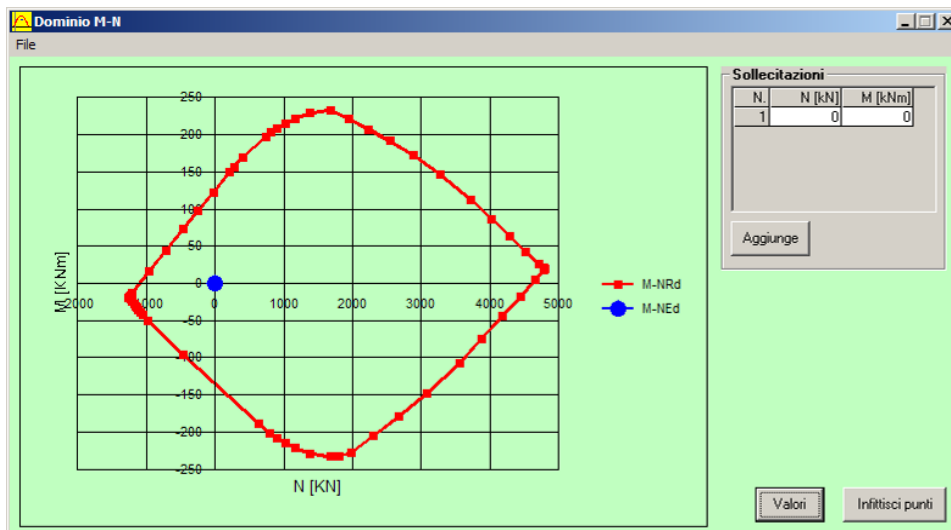 Dominio M-N
File
Sollecitazioni
N. N [kN] M [kNm]
1 0 0
Aggiunge
250
200
150
100
50
0
-50
-100
-150
-200
-250
M [KNm]
-2000 -1000 0 1000 2000 3000 4000 5000
N [KN]
M-NRd
M-NEd
Valori
Infittisci punti